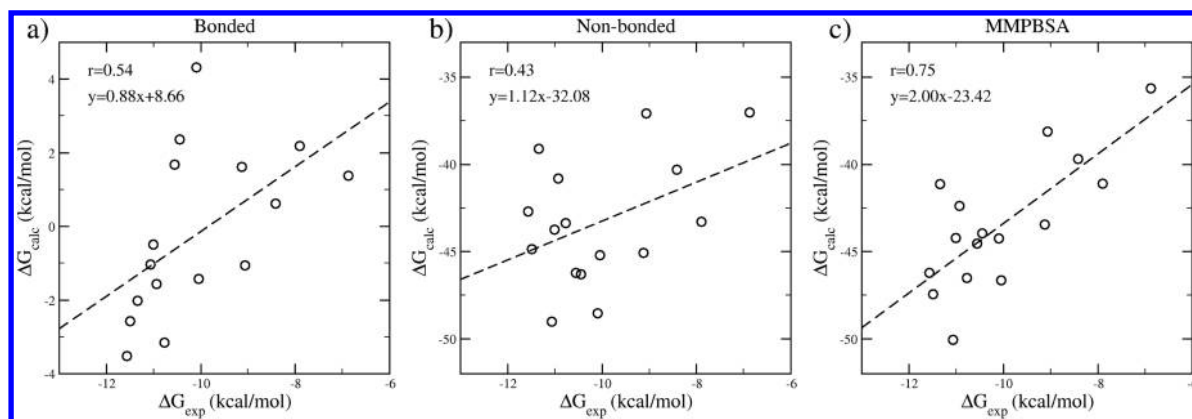 a)
Bonded
r=0.54
y=0.88x+8.66
4
2
0
-2
-4
ΔGcalc (kcal/mol)
-12
-10
-8
-6
ΔGexp (kcal/mol)
b)
Non-bonded
r=0.43
y=1.12x-32.08
-35
-40
-45
-50
ΔGcalc (kcal/mol)
-12
-10
-8
-6
ΔGexp (kcal/mol)
c)
MMPBSA
r=0.75
y=2.00x-23.42
-35
-40
-45
-50
ΔGcalc (kcal/mol)
-12
-10
-8
-6
ΔGexp (kcal/mol)